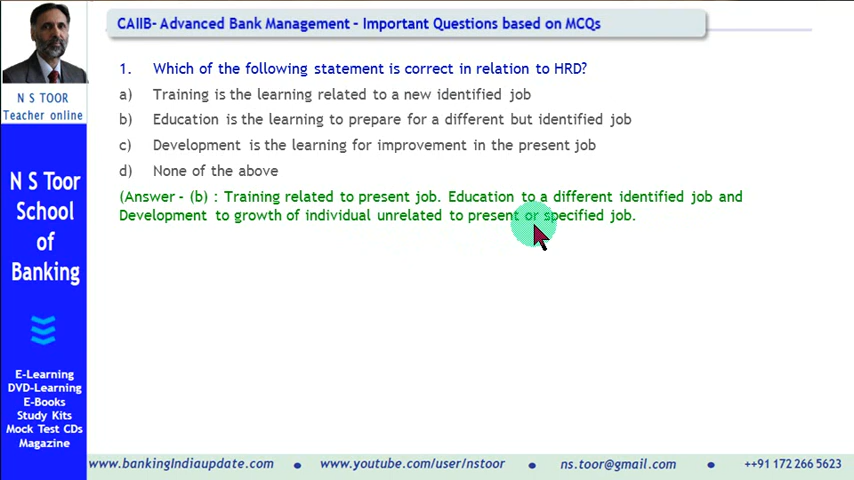 CAIIB- Advanced Bank Management - Important Questions based on MCQs
N S TOOR
Teacher online
N S Toor
School
of
Banking
E-Learning
DVD-Learning
E-Books
Study Kits
Mock Test CDs
Magazine
1. Which of the following statement is correct in relation to HRD?
a) Training is the learning related to a new identified job
b) Education is the learning to prepare for a different but identified job
c) Development is the learning for improvement in the present job
d) None of the above
(Answer - (b) : Training related to present job. Education to a different identified job and
Development to growth of individual unrelated to present or specified job.
www.bankingIndiaupdate.com ● www.youtube.com/user/nstoor ● ns.toor@gmail.com ● ++91 172 266 5623